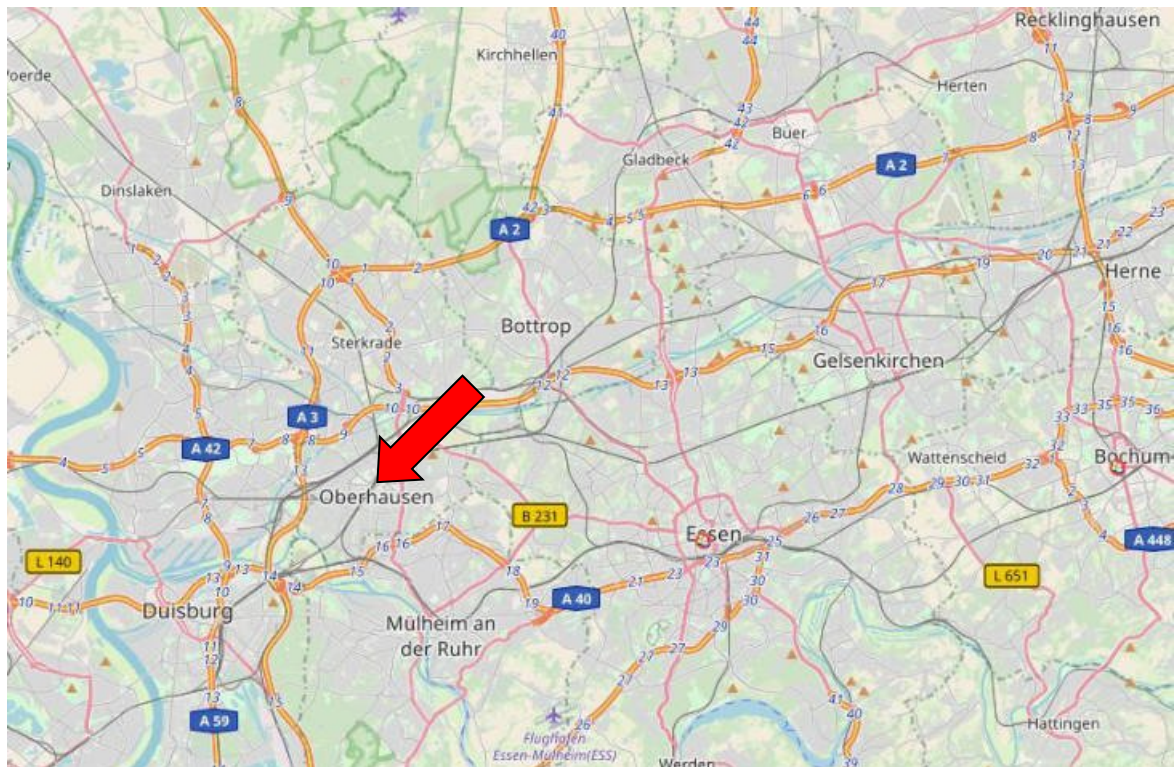 Recklinghausen
Kirchhellen
Herten
Buer
Gladbeck
A 2
Dinslaken
A 2
Herne
Bottrop
Sterkrade
Gelsenkirchen
A 3
A 42
Wattenscheid
Bochum
Oberhausen
B 231
Essen
A 448
L 140
L 651
A 40
Duisburg
Mülheim an
der Ruhr
A 59
Hattingen
Flughafen
Essen-Mülheim(ESS)
Werden